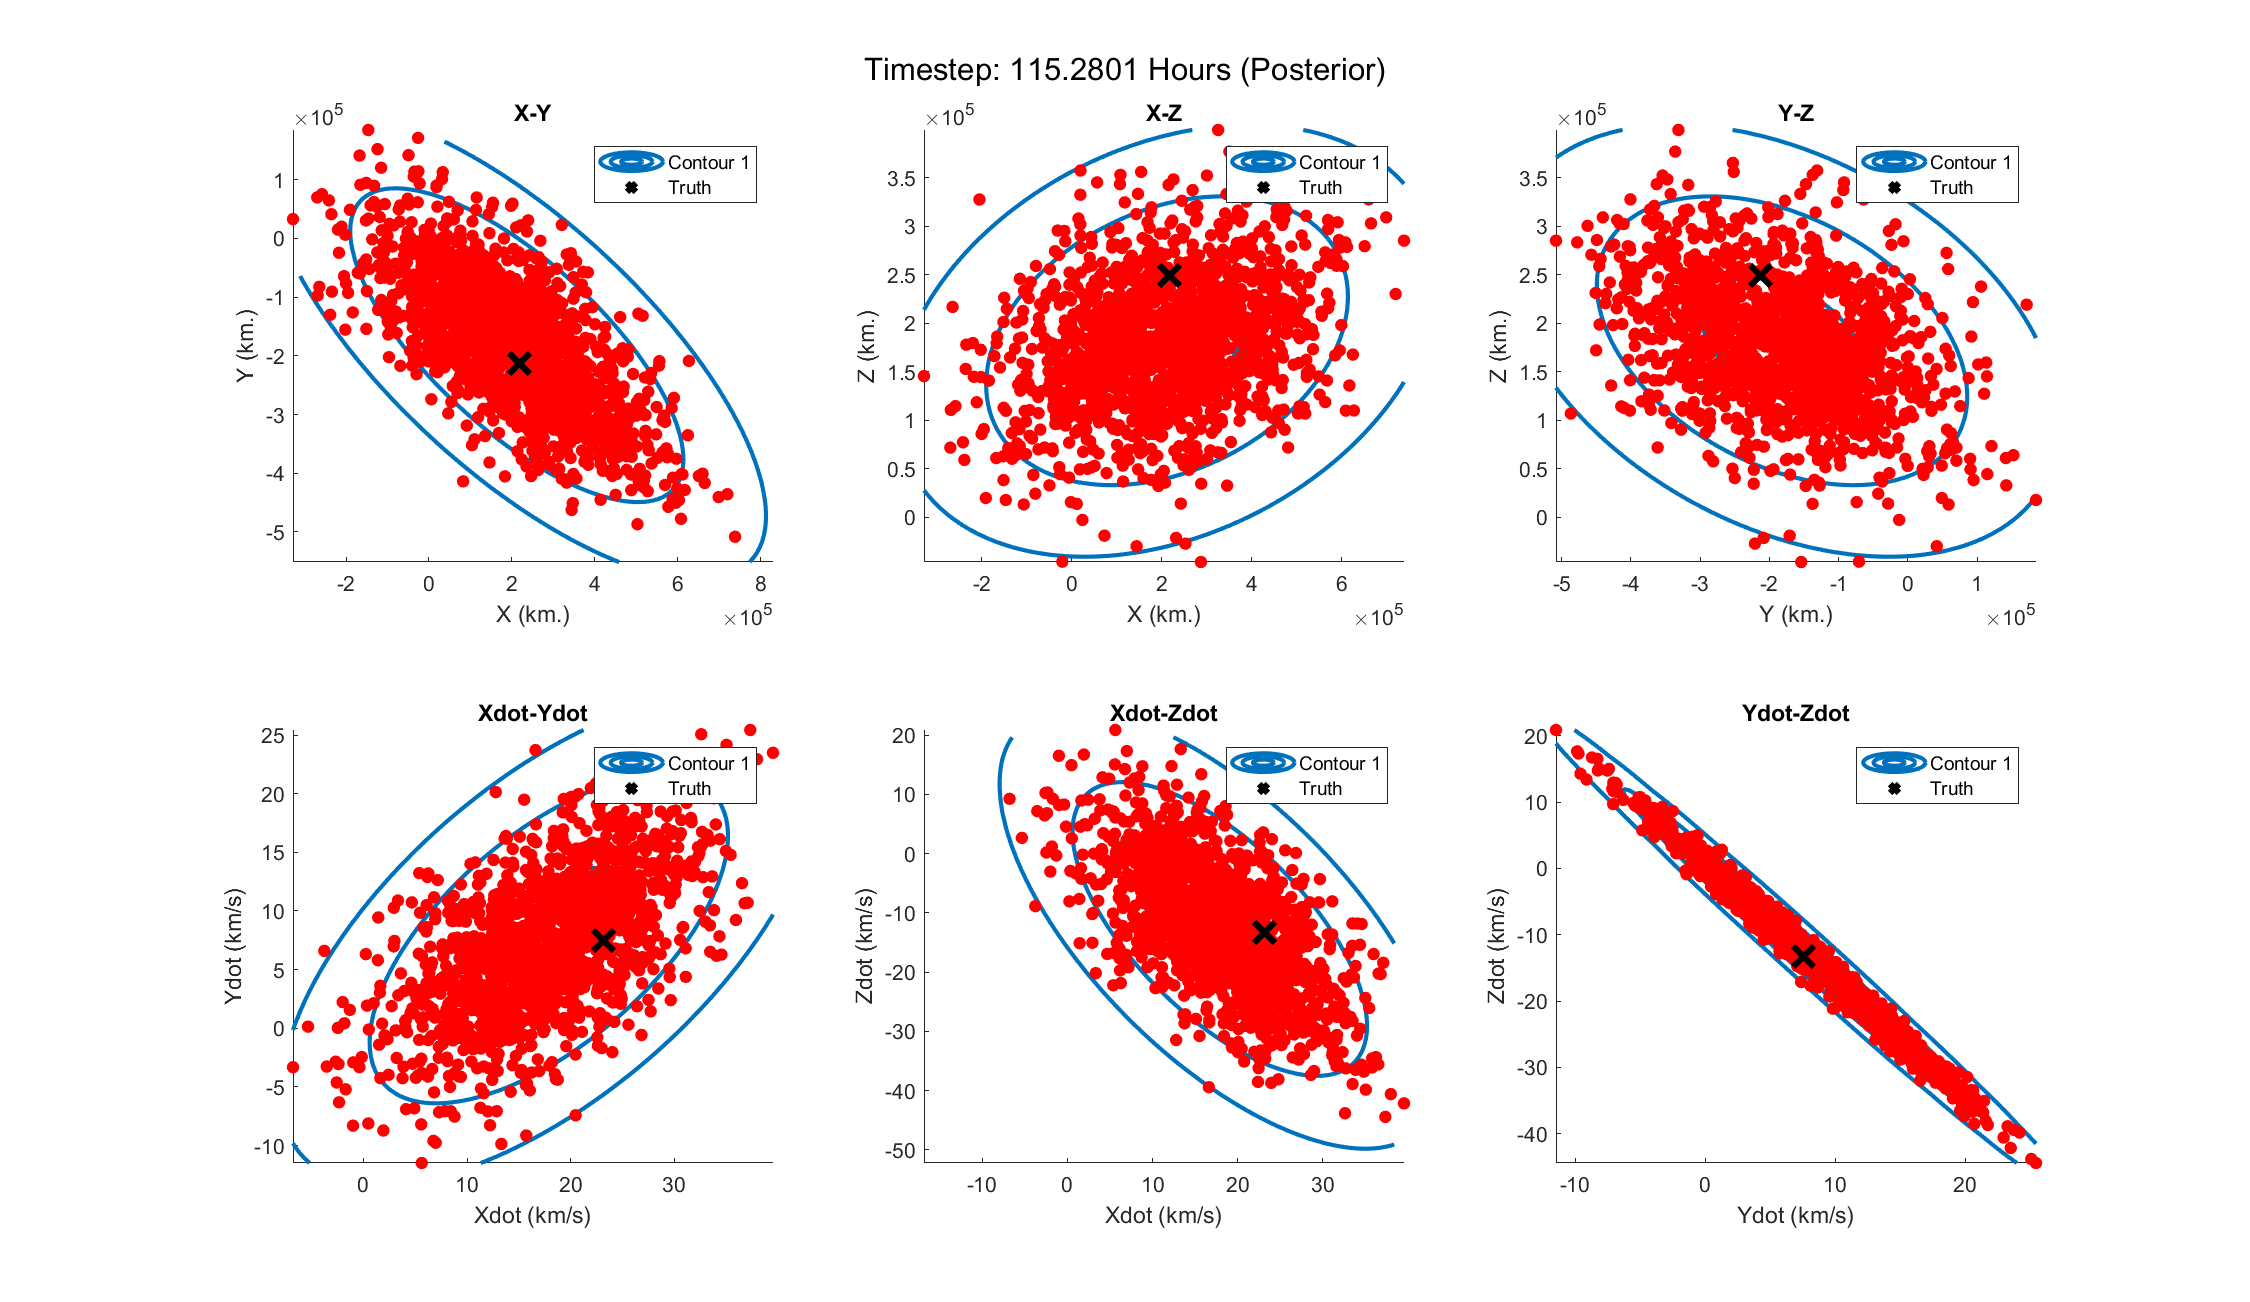 Timestep: 115.2801 Hours (Posterior)
X-Y
×10^5
Contour 1
Truth
1
0
-1
-2
-3
-4
-5
Y (km.)
-2 0 2 4 6 8
X (km.)
×10^5
X-Z
×10^5
Contour 1
Truth
3.5
3
2.5
2
1.5
1
0.5
0
Z (km.)
-2 0 2 4 6
X (km.)
×10^5
Y-Z
×10^5
Contour 1
Truth
3.5
3
2.5
2
1.5
1
0.5
0
Z (km.)
-5 -4 -3 -2 -1 0 1
Y (km.)
×10^5
Xdot-Ydot
Contour 1
Truth
25
20
15
10
5
0
-5
-10
Ydot (km/s)
0 10 20 30
Xdot (km/s)
Xdot-Zdot
Contour 1
Truth
20
10
0
-10
-20
-30
-40
-50
Zdot (km/s)
-10 0 10 20 30
Xdot (km/s)
Ydot-Zdot
Contour 1
Truth
20
10
0
-10
-20
-30
-40
Zdot (km/s)
-10 0 10 20
Ydot (km/s)